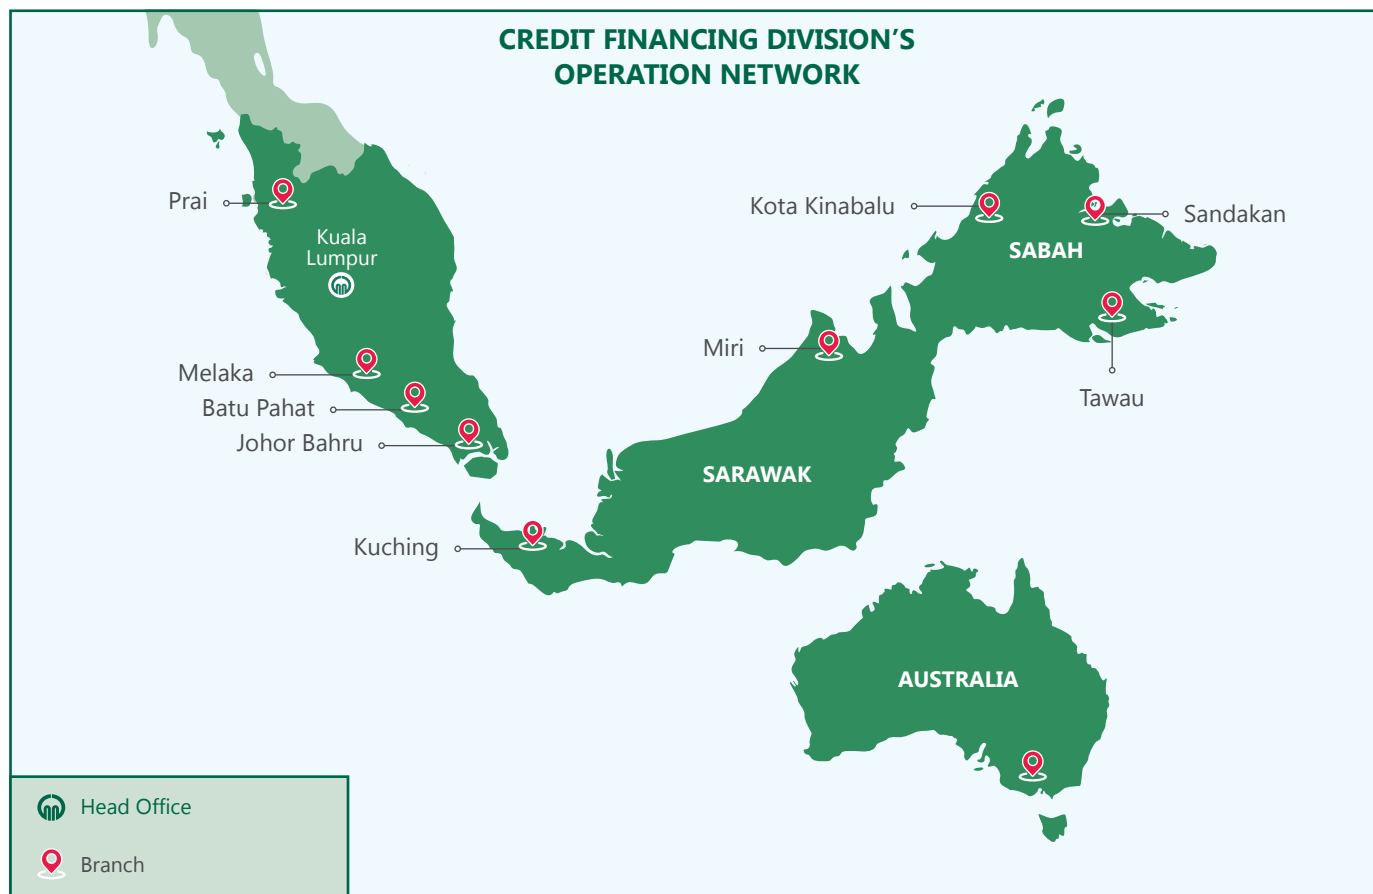 CREDIT FINANCING DIVISION'S
OPERATION NETWORK
Prai
Kuala
Lumpur
Melaka
Batu Pahat
Johor Bahru
Kota Kinabalu
Sandakan
SABAH
Miri
Tawau
SARAWAK
Kuching
AUSTRALIA
Head Office
Branch